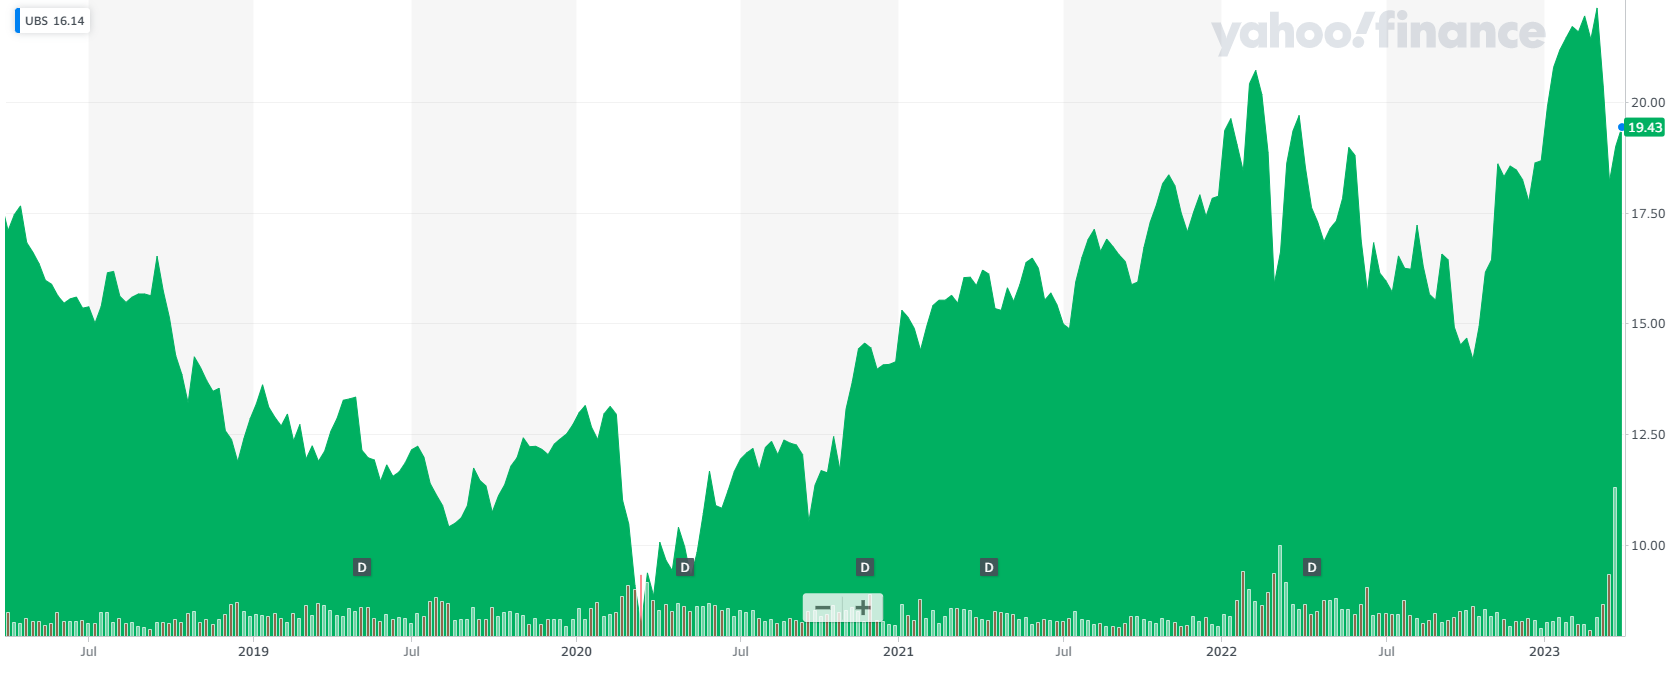 UBS 16.14
yahoo!finance
20.00
19.43
17.50
15.00
12.50
10.00
D D D D D
− +
Jul 2019 Jul 2020 Jul 2021 Jul 2022 Jul 2023